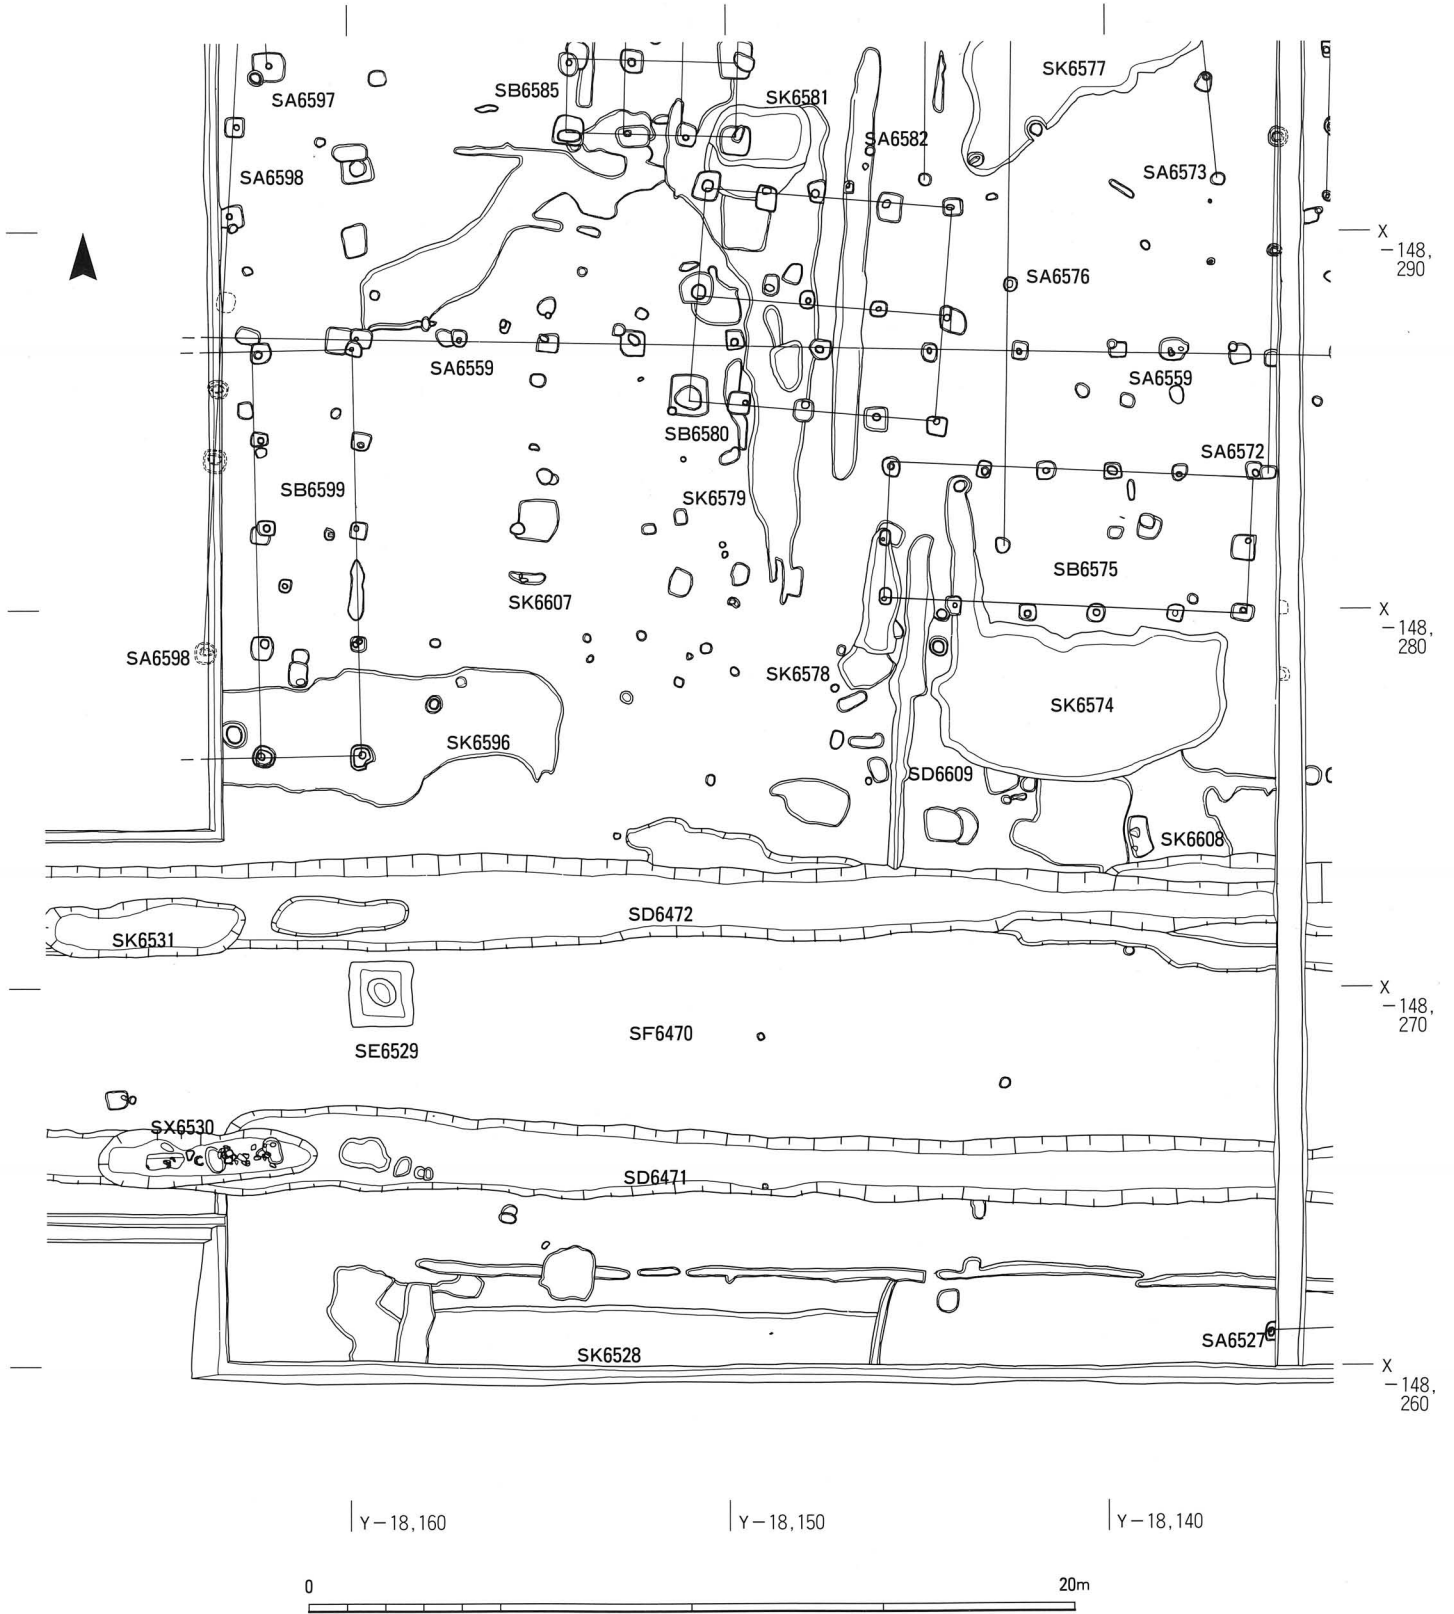 SK6577
SB6585
SK6581
SA6597
SA6582
SA6573
SA6598
X
−148,
290
SA6576
SA6559
SA6559
SB6580
SA6572
SB6599
SK6579
SB6575
SK6607
X
−148,
280
SA6598
SK6578
SK6574
SK6596
SD6609
SK6608
SD6472
SK6531
X
−148,
270
SF6470
SE6529
SX6530
SD6471
SA6527
SK6528
X
−148,
260
Y−18,160
Y−18,150
Y−18,140
0
20m